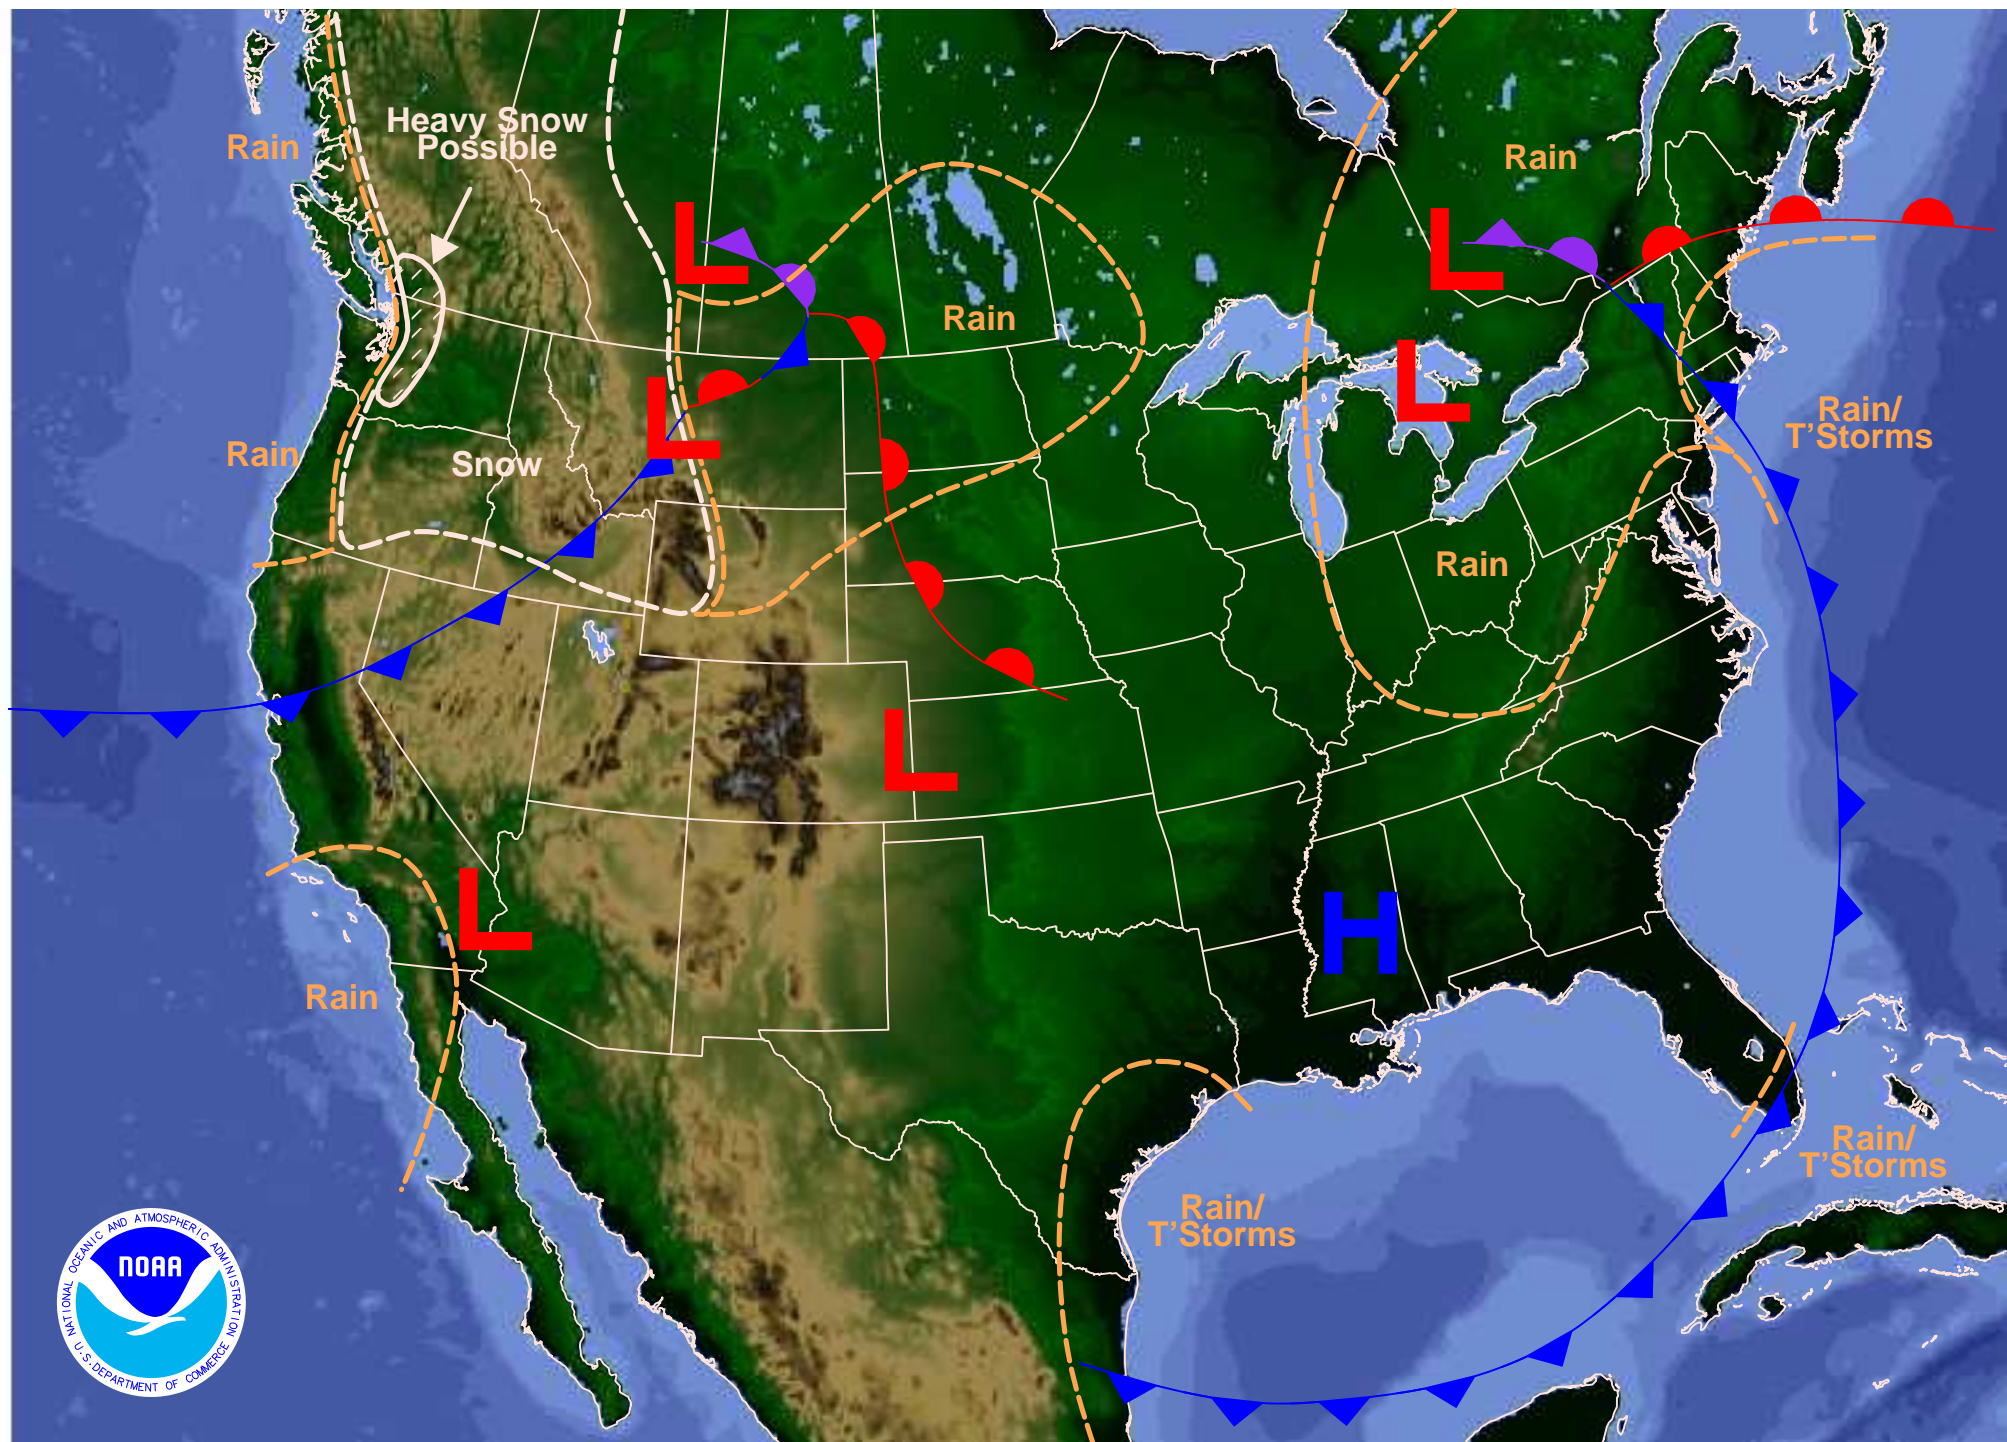 Heavy Snow
Possible
Rain
Rain
L
L
Rain
L
L
Rain
Rain/
T'Storms
Snow
Rain
Rain
L
L
H
Rain
Rain/
T'Storms
Rain/
T'Storms
NATIONAL OCEANIC AND ATMOSPHERIC ADMINISTRATION
NOAA
U.S. DEPARTMENT OF COMMERCE